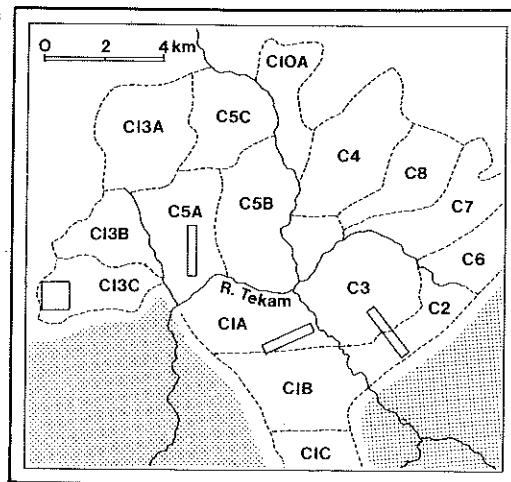 0 2 4 km
C10A
C13A
C5C
C4
C8
C5A
C5B
C7
C13B
C6
C13C
R. Tekam
C3
C2
C1A
C1B
C1C